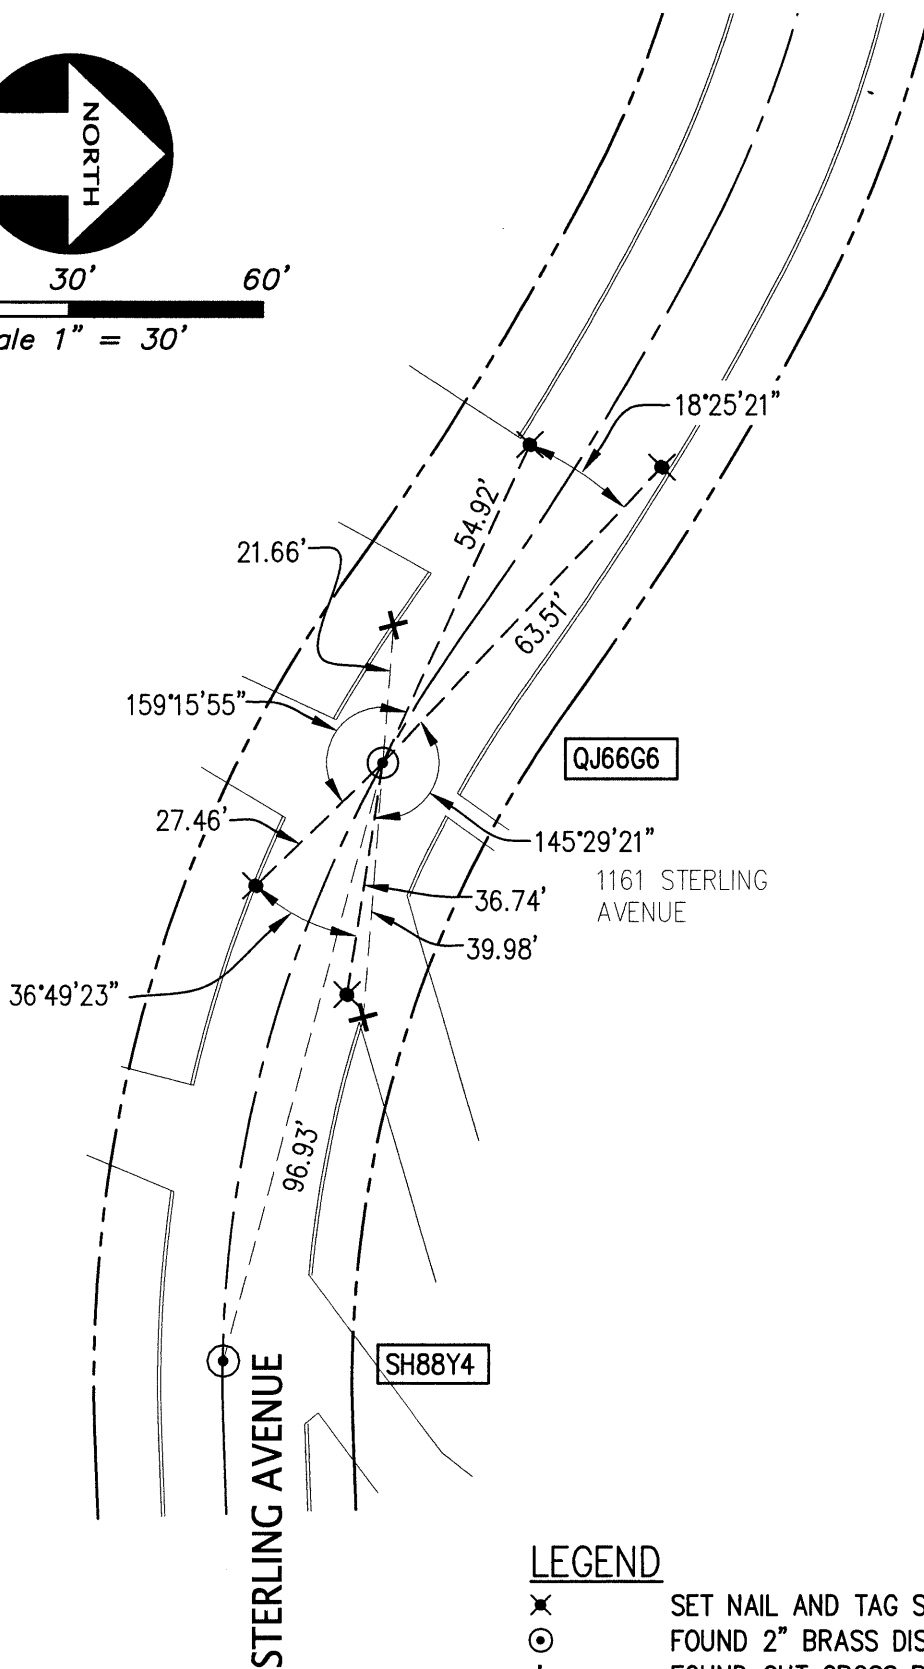 NORTH
30' 60'
ale 1" = 30'
18°25'21"
54.92'
21.66'
63.51'
159°15'55"
QJ66G6
27.46'
145°29'21"
36.74'
1161 STERLING
AVENUE
39.98'
36°49'23"
96.93'
SH88Y4
STERLING AVENUE
LEGEND
SET NAIL AND TAG S
FOUND 2" BRASS DIS